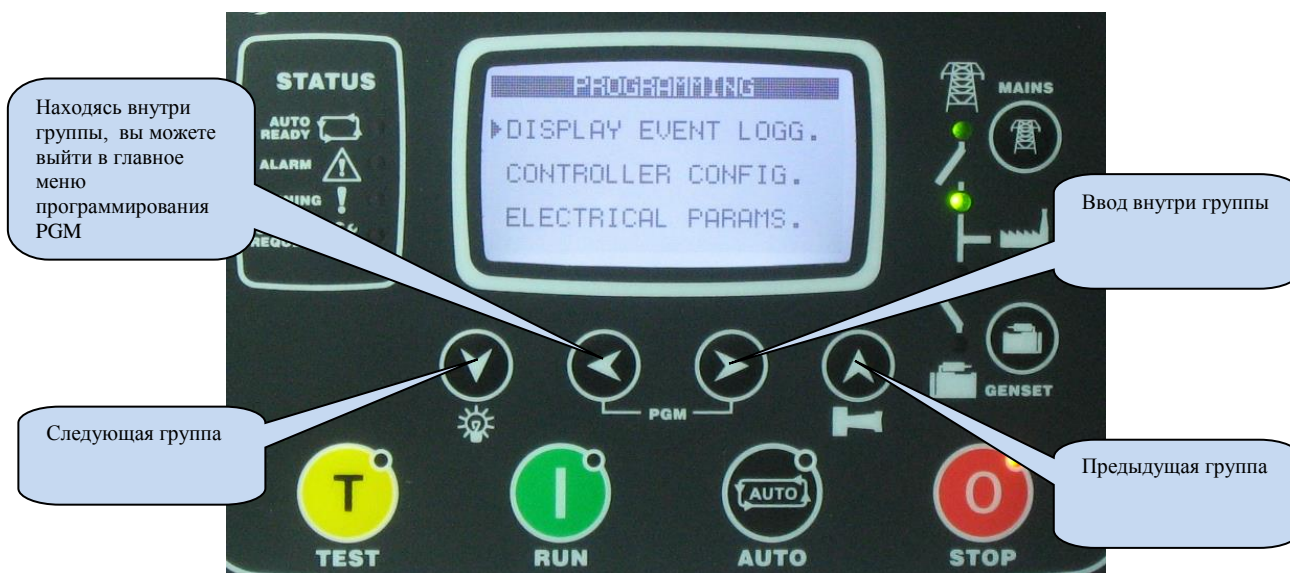 Находясь внутри
группы, вы можете
выйти в главное
меню
программирования
PGM
STATUS
AUTO
READY
ALARM
PROGRAMMING
DISPLAY EVENT LOGG.
CONTROLLER CONFIG.
ELECTRICAL PARAMS.
MAINS
Ввод внутри группы
PGM
GENSET
Следующая группа
Предыдущая группа
T
I
AUTO
O
TEST
RUN
AUTO
STOP